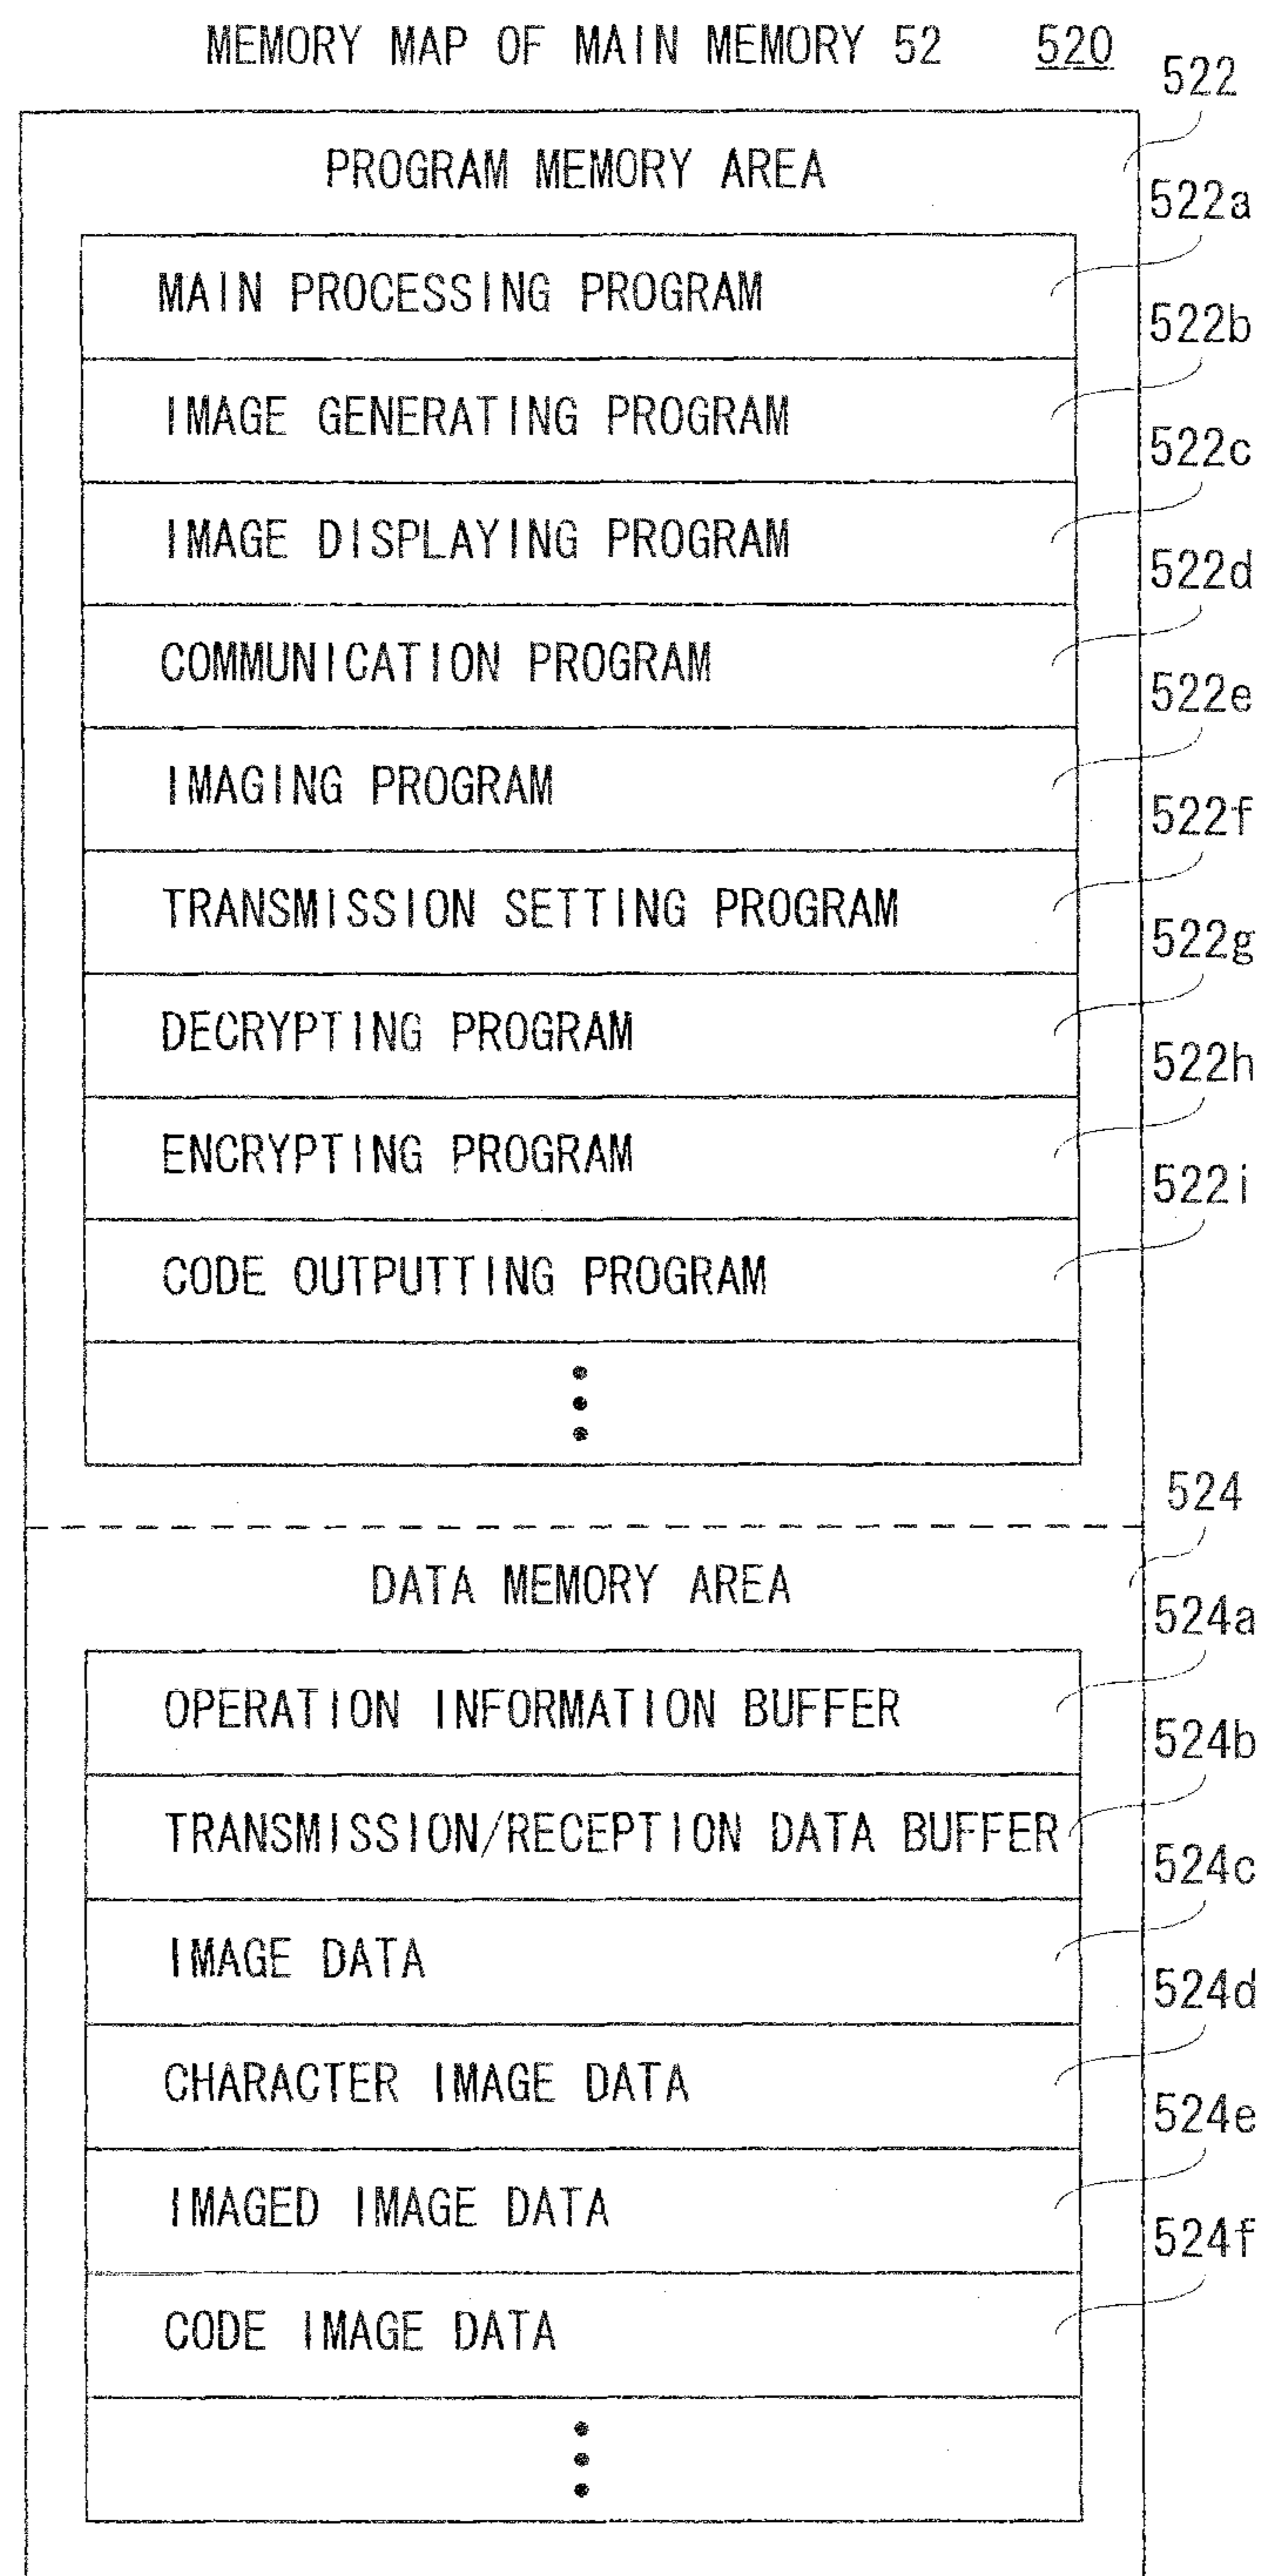 MEMORY MAP OF MAIN MEMORY 52 520
522
PROGRAM MEMORY AREA
522a
MAIN PROCESSING PROGRAM
522b
IMAGE GENERATING PROGRAM
522c
IMAGE DISPLAYING PROGRAM
522d
COMMUNICATION PROGRAM
522e
IMAGING PROGRAM
522f
TRANSMISSION SETTING PROGRAM
522g
DECRYPTING PROGRAM
522h
ENCRYPTING PROGRAM
522i
CODE OUTPUTTING PROGRAM
524
DATA MEMORY AREA
524a
OPERATION INFORMATION BUFFER
524b
TRANSMISSION/RECEPTION DATA BUFFER
524c
IMAGE DATA
524d
CHARACTER IMAGE DATA
524e
IMAGED IMAGE DATA
524f
CODE IMAGE DATA